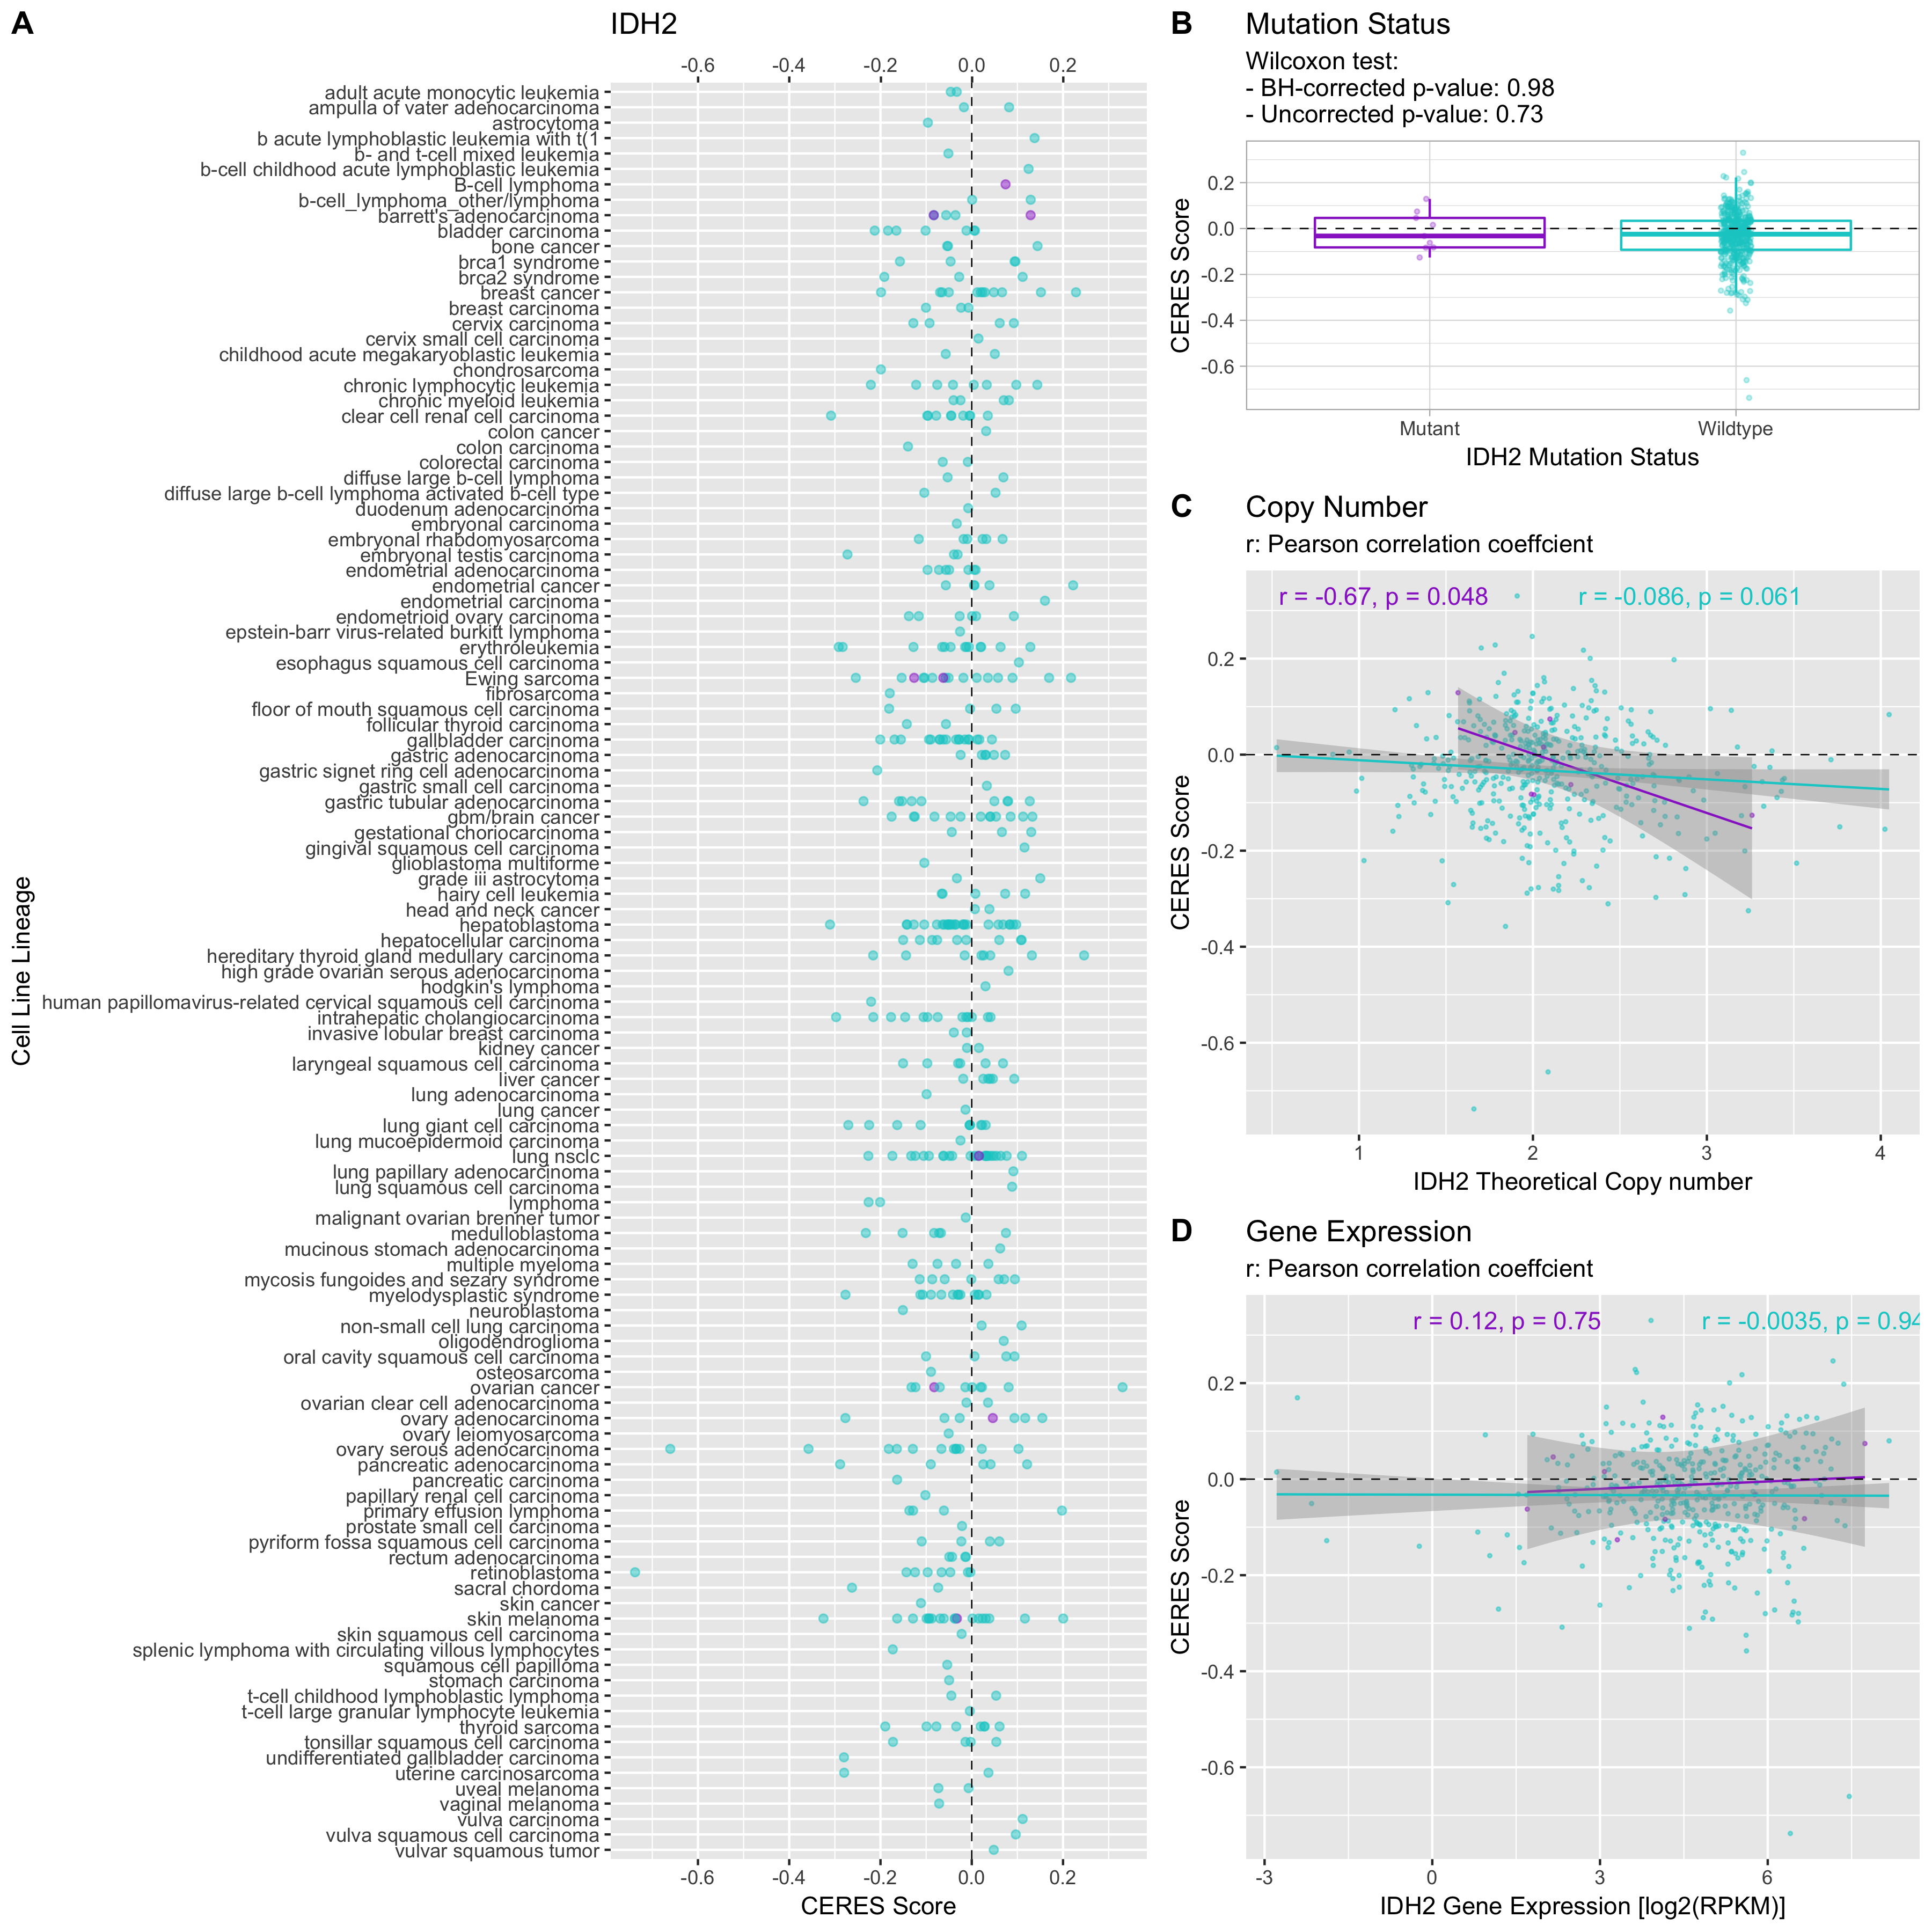 A
IDH2
-0.6 -0.4 -0.2 0.0 0.2
adult acute monocytic leukemia
ampulla of vater adenocarcinoma
astrocytoma
b acute lymphoblastic leukemia with t(1
b- and t-cell mixed leukemia
b-cell childhood acute lymphoblastic leukemia
B-cell lymphoma
b-cell_lymphoma_other/lymphoma
barrett's adenocarcinoma
bladder carcinoma
bone cancer
brca1 syndrome
brca2 syndrome
breast cancer
breast carcinoma
cervix carcinoma
cervix small cell carcinoma
childhood acute megakaryoblastic leukemia
chondrosarcoma
chronic lymphocytic leukemia
chronic myeloid leukemia
clear cell renal cell carcinoma
colon cancer
colon carcinoma
colorectal carcinoma
diffuse large b-cell lymphoma
diffuse large b-cell lymphoma activated b-cell type
duodenum adenocarcinoma
embryonal carcinoma
embryonal rhabdomyosarcoma
embryonal testis carcinoma
endometrial adenocarcinoma
endometrial cancer
endometrial carcinoma
endometrioid ovary carcinoma
epstein-barr virus-related burkitt lymphoma
erythroleukemia
esophagus squamous cell carcinoma
Ewing sarcoma
fibrosarcoma
floor of mouth squamous cell carcinoma
follicular thyroid carcinoma
gallbladder carcinoma
gastric adenocarcinoma
gastric signet ring cell adenocarcinoma
gastric small cell carcinoma
gastric tubular adenocarcinoma
gbm/brain cancer
gestational choriocarcinoma
gingival squamous cell carcinoma
glioblastoma multiforme
grade iii astrocytoma
hairy cell leukemia
head and neck cancer
hepatoblastoma
hepatocellular carcinoma
hereditary thyroid gland medullary carcinoma
high grade ovarian serous adenocarcinoma
hodgkin's lymphoma
human papillomavirus-related cervical squamous cell carcinoma
intrahepatic cholangiocarcinoma
invasive lobular breast carcinoma
kidney cancer
laryngeal squamous cell carcinoma
liver cancer
lung adenocarcinoma
lung cancer
lung giant cell carcinoma
lung mucoepidermoid carcinoma
lung nsclc
lung papillary adenocarcinoma
lung squamous cell carcinoma
lymphoma
malignant ovarian brenner tumor
medulloblastoma
mucinous stomach adenocarcinoma
multiple myeloma
mycosis fungoides and sezary syndrome
myelodysplastic syndrome
neuroblastoma
non-small cell lung carcinoma
oligodendroglioma
oral cavity squamous cell carcinoma
osteosarcoma
ovarian cancer
ovarian clear cell adenocarcinoma
ovary adenocarcinoma
ovary leiomyosarcoma
ovary serous adenocarcinoma
pancreatic adenocarcinoma
pancreatic carcinoma
papillary renal cell carcinoma
primary effusion lymphoma
prostate small cell carcinoma
pyriform fossa squamous cell carcinoma
rectum adenocarcinoma
retinoblastoma
sacral chordoma
skin cancer
skin melanoma
skin squamous cell carcinoma
splenic lymphoma with circulating villous lymphocytes
squamous cell papilloma
stomach carcinoma
t-cell childhood lymphoblastic lymphoma
t-cell large granular lymphocyte leukemia
thyroid sarcoma
tonsillar squamous cell carcinoma
undifferentiated gallbladder carcinoma
uterine carcinosarcoma
uveal melanoma
vaginal melanoma
vulva carcinoma
vulva squamous cell carcinoma
vulvar squamous tumor
-0.6 -0.4 -0.2 0.0 0.2
CERES Score
Cell Line Lineage
B
Mutation Status
Wilcoxon test:
- BH-corrected p-value: 0.98
- Uncorrected p-value: 0.73
0.2
0.0
-0.2
-0.4
-0.6
CERES Score
Mutant Wildtype
IDH2 Mutation Status
C
Copy Number
r: Pearson correlation coeffcient
r = -0.67, p = 0.048 r = -0.086, p = 0.061
0.2
0.0
-0.2
-0.4
-0.6
CERES Score
1 2 3 4
IDH2 Theoretical Copy number
D
Gene Expression
r: Pearson correlation coeffcient
r = 0.12, p = 0.75 r = -0.0035, p = 0.94
0.2
0.0
-0.2
-0.4
-0.6
CERES Score
-3 0 3 6
IDH2 Gene Expression [log2(RPKM)]